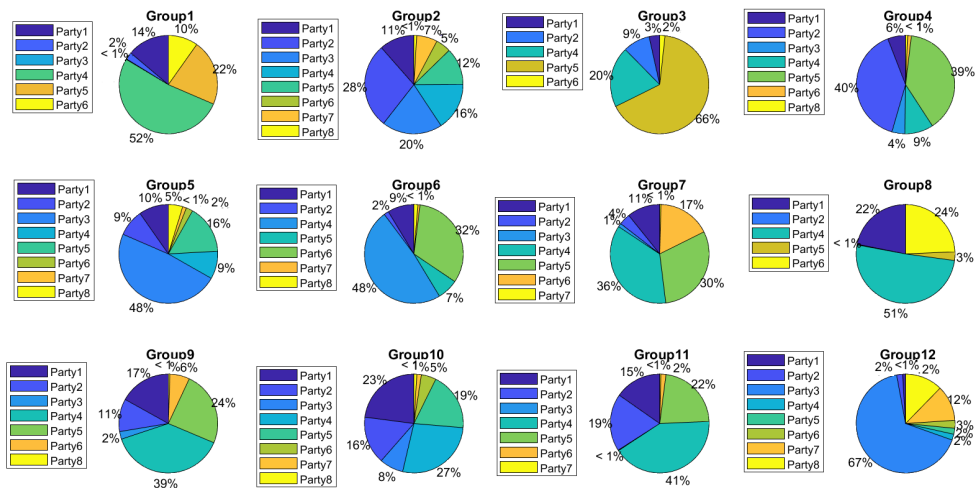 Group1
Party1
Party2
Party3
Party4
Party5
Party6
14%
2%
< 1%
52%
22%
10%
Group2
Party1
Party2
Party3
Party4
Party5
Party6
Party7
Party8
11%
28%
20%
16%
12%
5%
7%
<1%
Group3
Party1
Party2
Party4
Party5
Party6
3%
9%
20%
66%
2%
Group4
Party1
Party2
Party3
Party4
Party5
Party6
Party8
6%
40%
4%
9%
39%
< 1%
Group5
Party1
Party2
Party3
Party4
Party5
Party6
Party7
Party8
10%
9%
48%
9%
16%
2%
< 1%
5%
Group6
Party1
Party2
Party3
Party5
Party6
Party7
Party8
9%
2%
48%
7%
32%
< 1%
Group7
Party1
Party2
Party3
Party4
Party5
Party6
Party7
11%
4%
1%
36%
30%
17%
< 1%
Group8
Party1
Party2
Party4
Party5
Party6
22%
< 1%
51%
3%
24%
Group9
Party1
Party2
Party3
Party4
Party5
Party6
Party8
17%
11%
2%
39%
24%
6%
Group10
Party1
Party2
Party3
Party4
Party5
Party6
Party7
Party8
23%
16%
8%
27%
19%
5%
< 1%
Group11
Party1
Party2
Party3
Party4
Party5
Party6
Party7
15%
19%
< 1%
41%
22%
2%
<1%
Group12
Party1
Party2
Party3
Party4
Party5
Party6
Party7
Party8
2%
<1%
67%
2%
2%
3%
12%